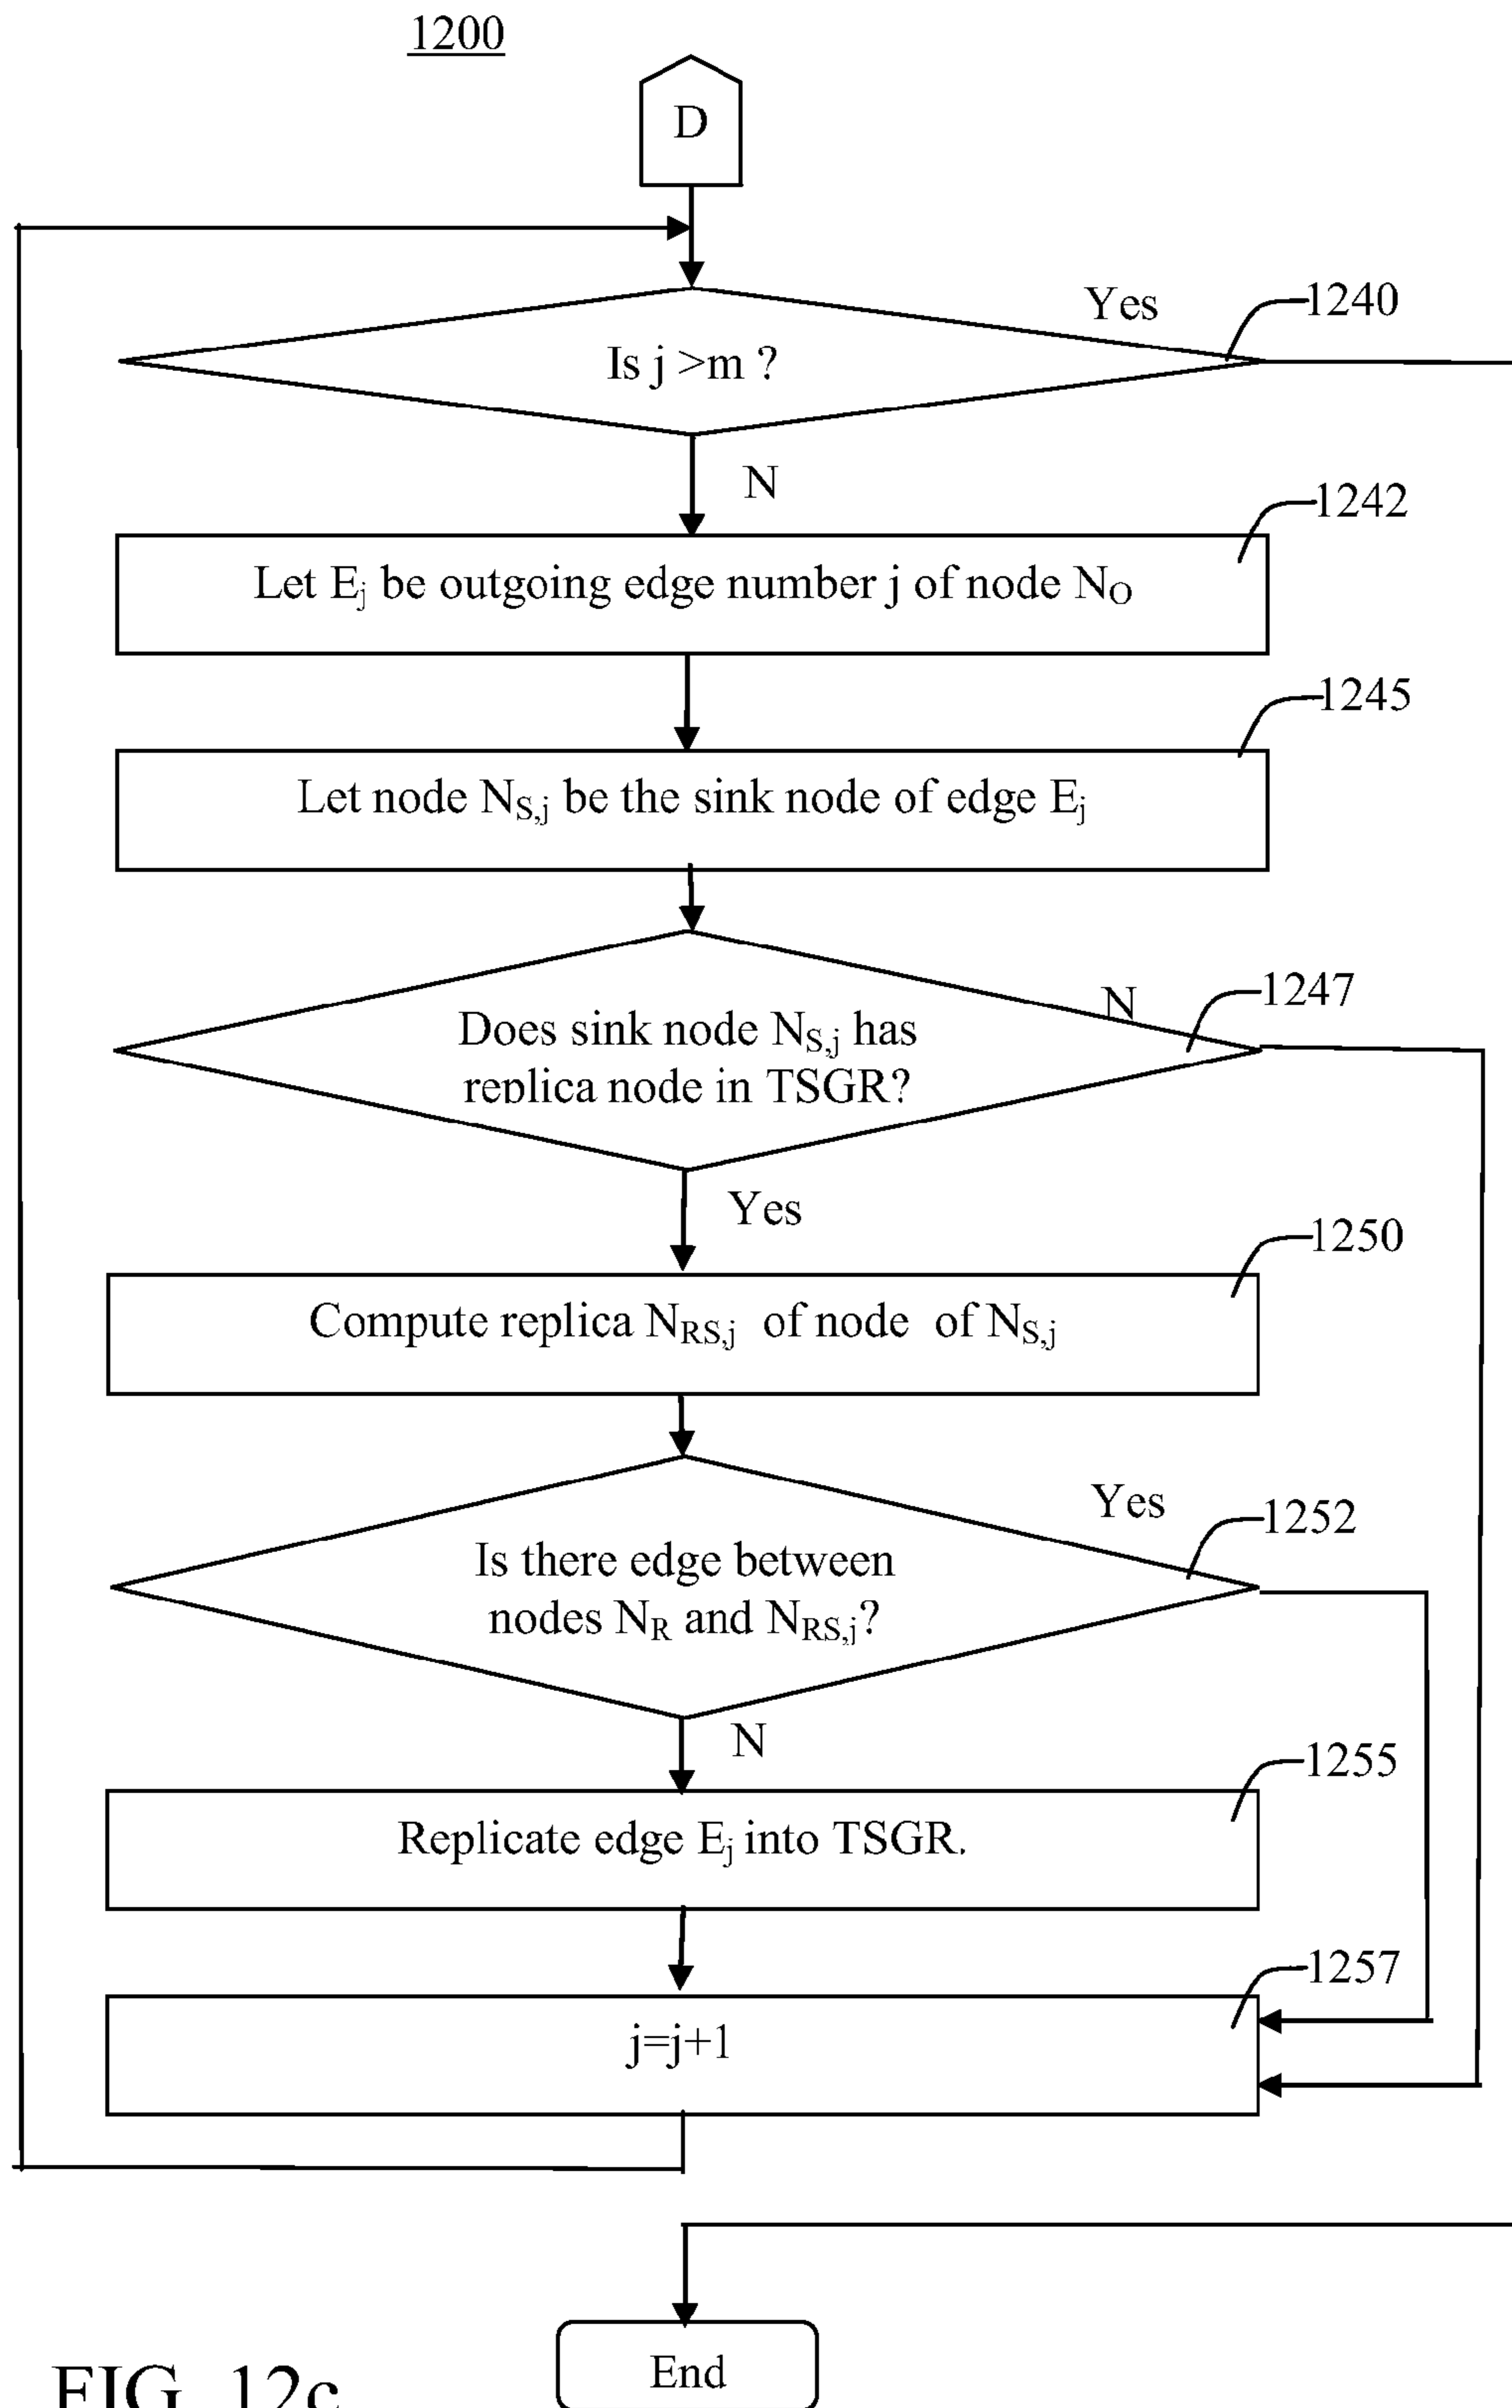 1200
D
Yes
1240
Is j >m ?
N
1242
Let Ej be outgoing edge number j of node NO
1245
Let node NS,j be the sink node of edge Ej
N
1247
Does sink node NS,j has
replica node in TSGR?
Yes
1250
Compute replica NRS,j of node of NS,j
Yes
1252
Is there edge between
nodes NR and NRS,j?
N
1255
Replicate edge Ej into TSGR.
1257
j=j+1
End
FIG. 12c